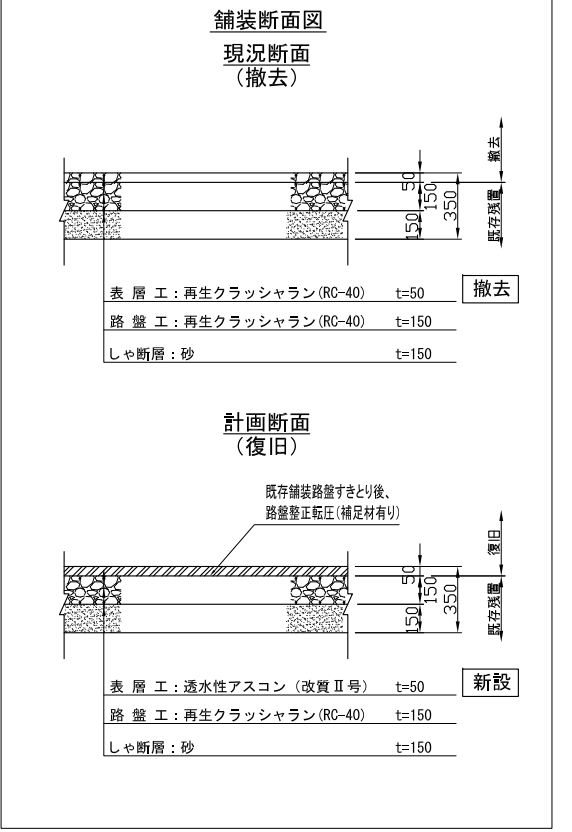 舗装断面図
現況断面
(撤去)
撤去
50
150
350
150
既存残置
表 層 工：再生クラッシャラン(RC-40) t=50
撤去
路 盤 工：再生クラッシャラン(RC-40) t=150
しゃ断層：砂 t=150
計画断面
(復旧)
既存舗装路盤すきとり後、
路盤整正転圧(補足材有り)
復旧
50
150
350
150
既存残置
表 層 工：透水性アスコン（改質Ⅱ号） t=50
新設
路 盤 工：再生クラッシャラン(RC-40) t=150
しゃ断層：砂 t=150